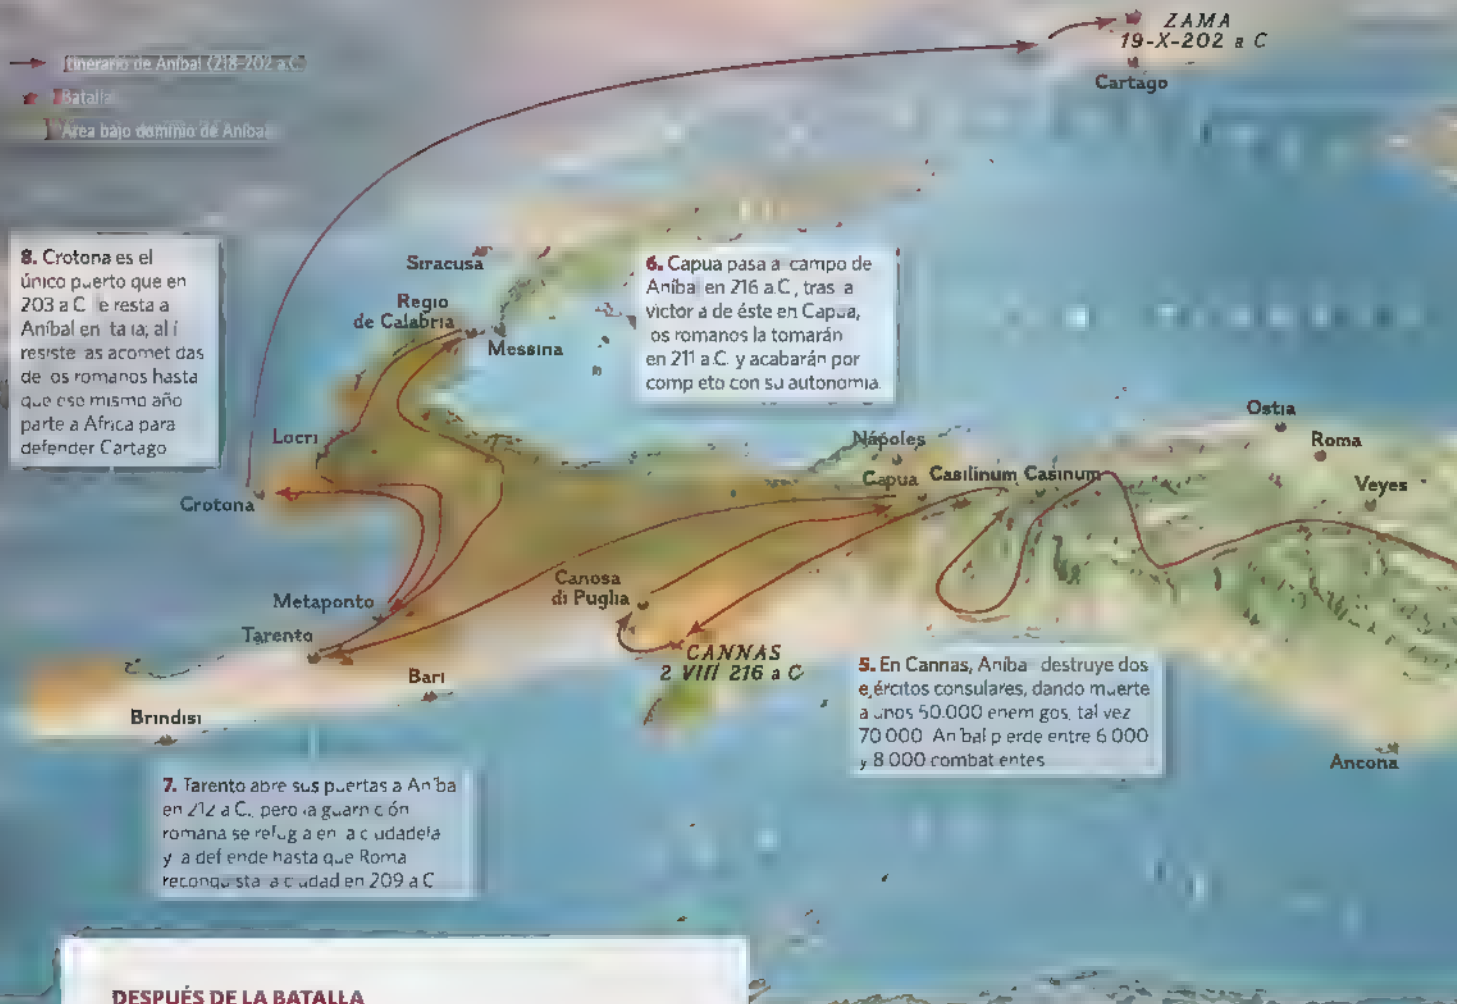 Itinerario de Aníbal (218-202 a.C.)
Batalla
Área bajo dominio de Aníbal
ZAMA
19-X-202 a C
Cartago
8. Crotona es el
único puerto que en
203 a C le resta a
Aníbal en Italia; allí
resiste las acometidas
de los romanos hasta
que ese mismo año
parte a Africa para
defender Cartago
Siracusa
Regio
de Calabria
Messina
6. Capua pasa al campo de
Aníbal en 216 a.C., tras la
victoria de éste en Capua,
los romanos la tomarán
en 211 a.C. y acabarán por
completo con su autonomía.
Locri
Crotona
Nápoles
Capua
Casilinum
Casinum
Ostia
Roma
Veyes
Metaponto
Tarento
Canosa
di Puglia
Bari
Brindisi
CANNAS
2 VIII 216 a C
5. En Cannas, Aníbal destruye dos
ejércitos consulares, dando muerte
a unos 50.000 enemigos, tal vez
70 000 Aníbal pierde entre 6 000
y 8 000 combatientes
Ancona
7. Tarento abre sus puertas a Aníbal
en 212 a C., pero la guarnición
romana se refugia en la ciudadela
y la defiende hasta que Roma
reconquista la ciudad en 209 a C
DESPUÉS DE LA BATALLA